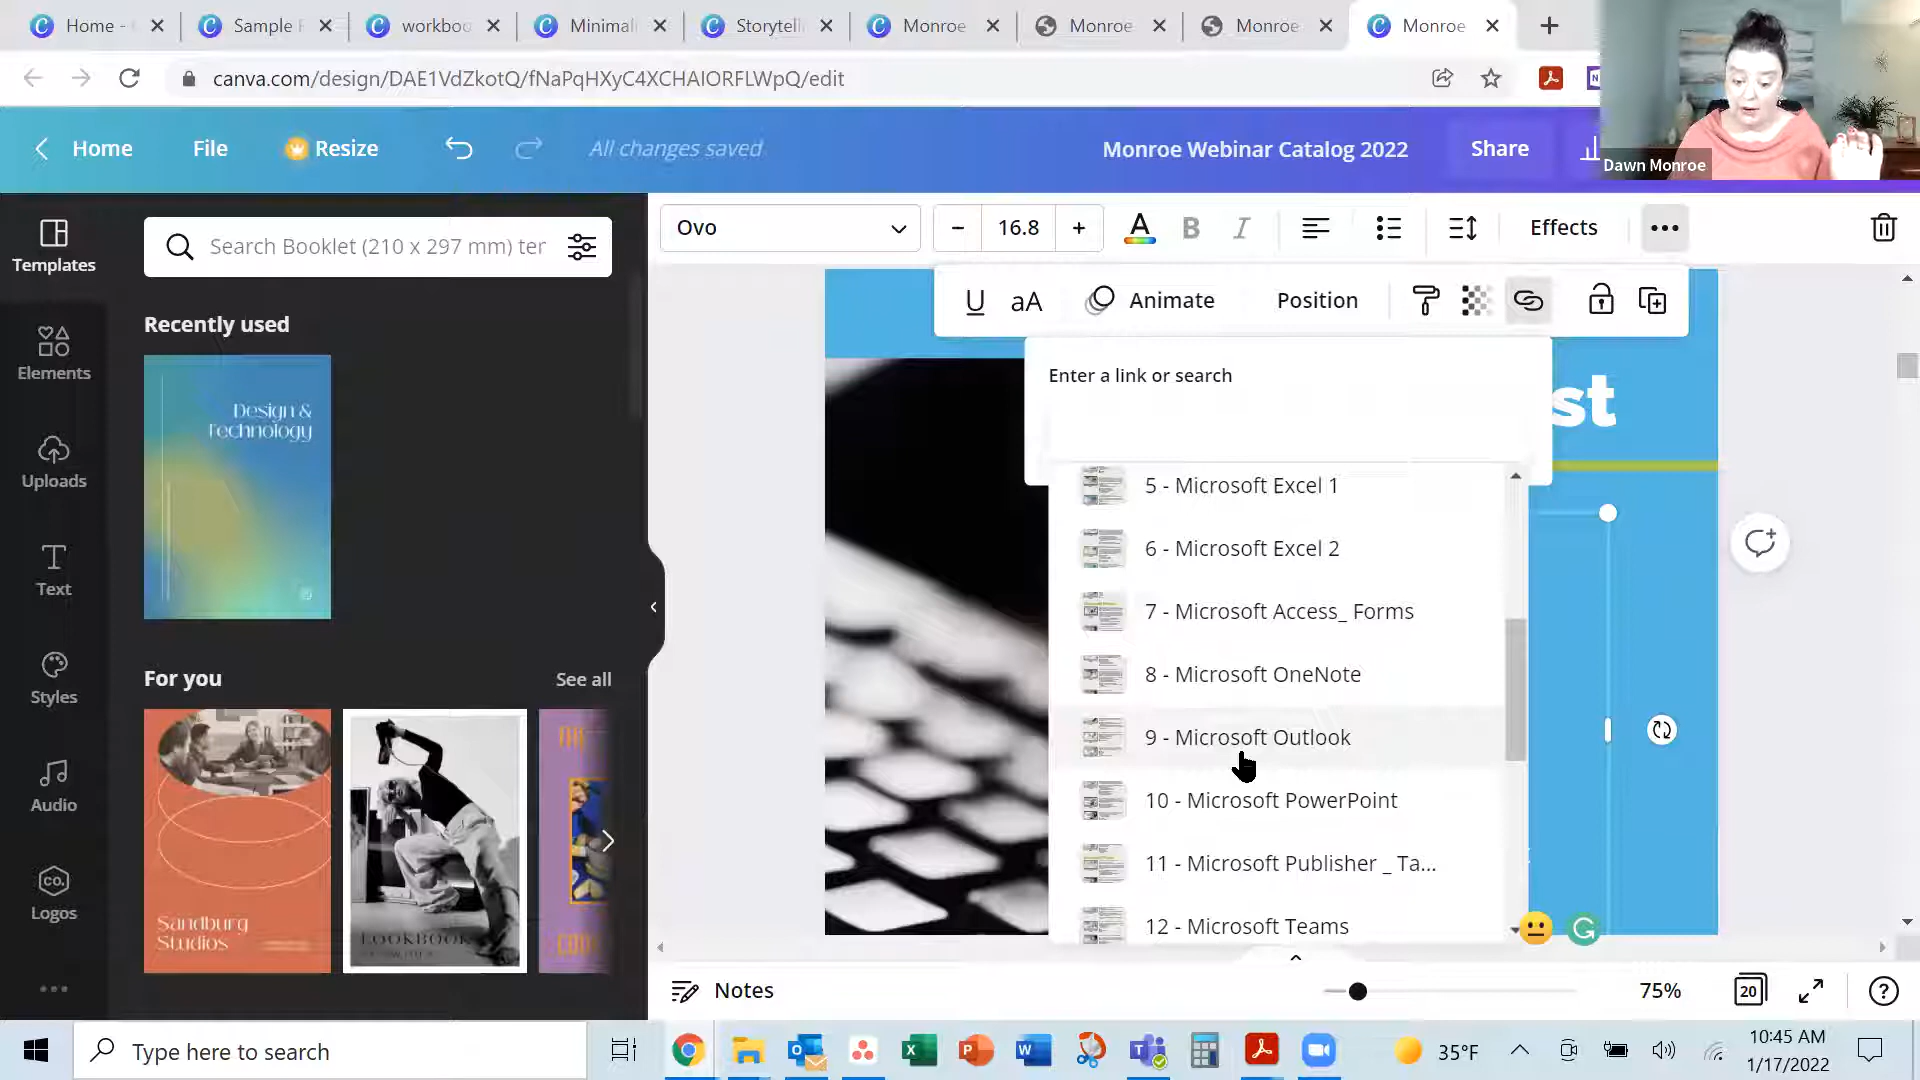 Home -
Sample
workboo
Minimal
Storytelli
Monroe
Monroe
Monroe
Monroe
canva.com/design/DAE1VdZkotQ/fNaPqHXyC4XCHAIORFLWpQ/edit
Dawn Monroe
Home
File
Resize
All changes saved
Monroe Webinar Catalog 2022
Share
Templates
Elements
Uploads
Text
Styles
Audio
co.
Logos
Search Booklet (210 x 297 mm) ter
Recently used
Design &
Technology
For you
See all
Sandburg
Studios
LOOKBOOK
Ovo
16.8
A
B
I
Effects
U
aA
Animate
Position
Enter a link or search
st
5 - Microsoft Excel 1
6 - Microsoft Excel 2
7 - Microsoft Access_ Forms
8 - Microsoft OneNote
9 - Microsoft Outlook
10 - Microsoft PowerPoint
11 - Microsoft Publisher _ Ta...
12 - Microsoft Teams
Notes
75%
20
Type here to search
35°F
10:45 AM
1/17/2022